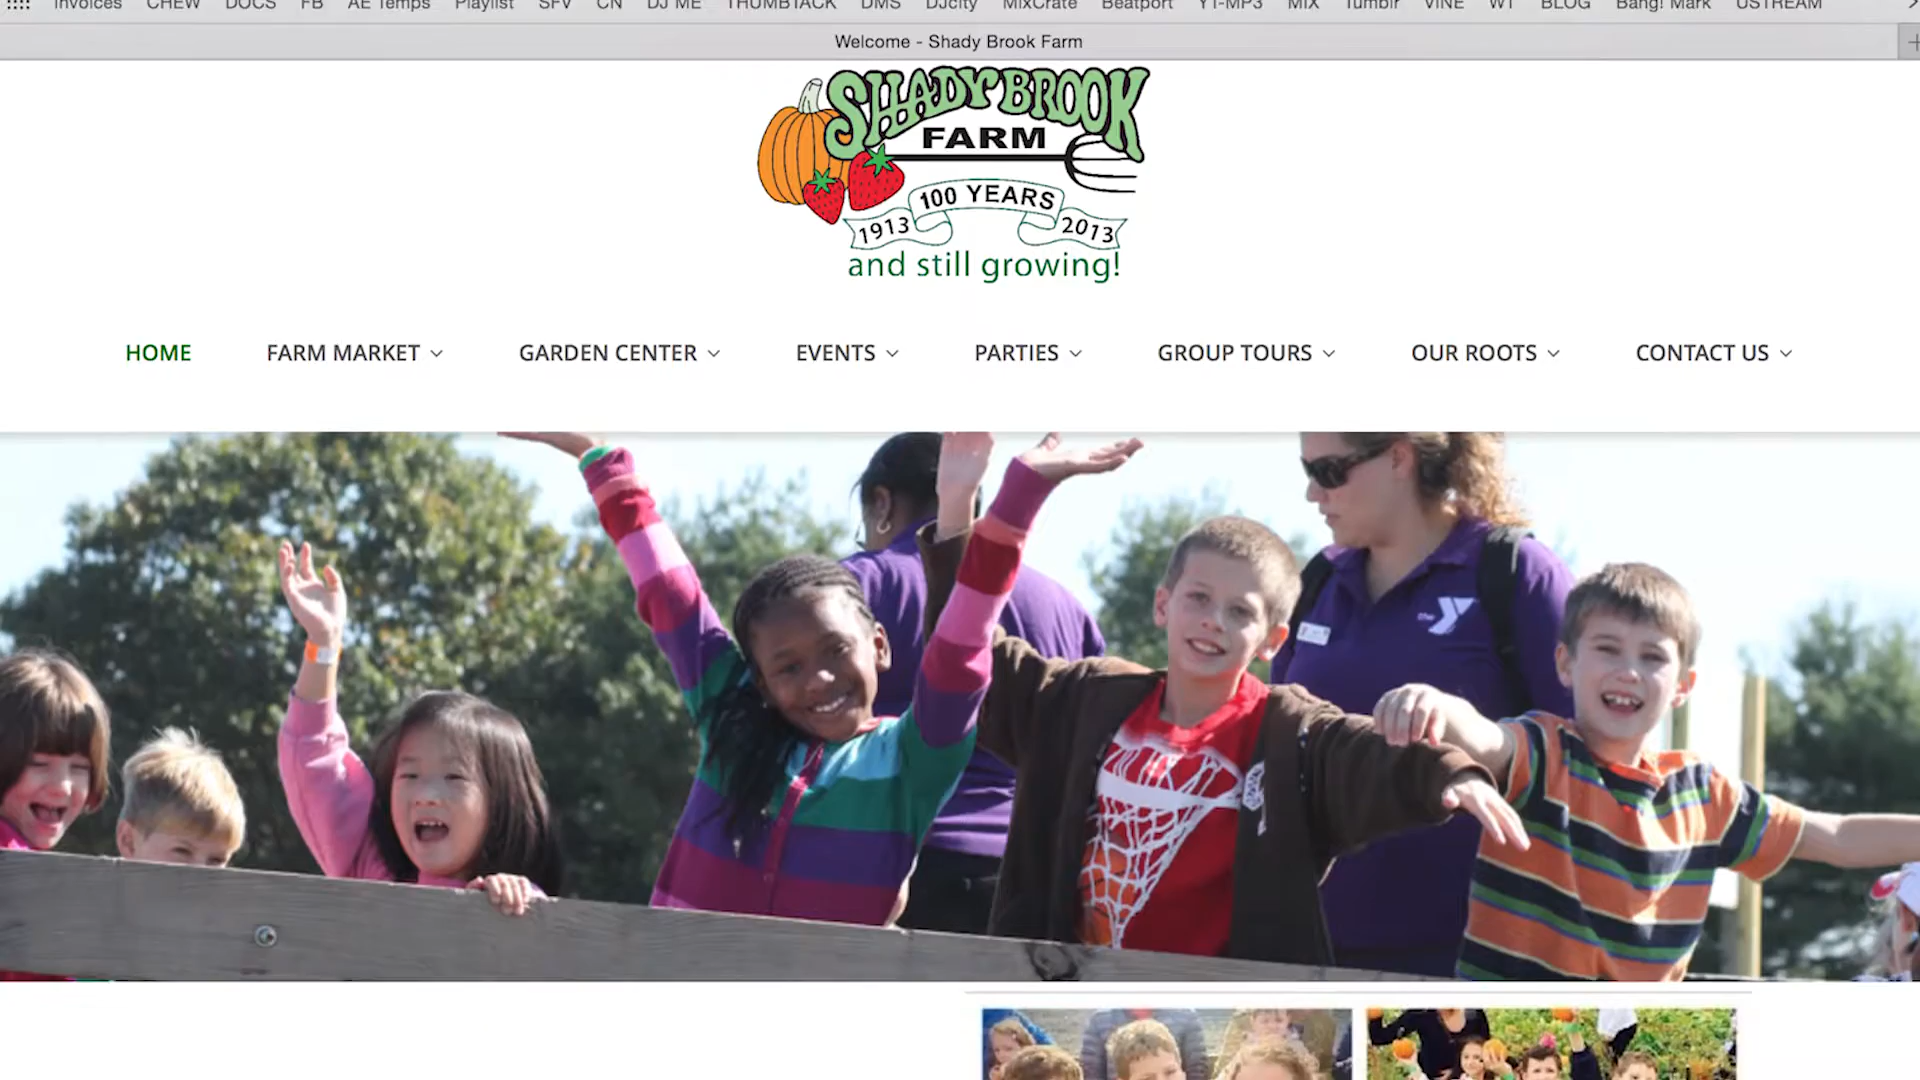 Invoices CHEW DOCS FB AE Temps Playlist SFV CN DJ ME THUMBTACK DMS DJcity MixCrate Beatport YT-MP3 MIX Tumblr VINE WT BLOG Bang! Mark USTREAM
Welcome - Shady Brook Farm
SHADY BROOK
FARM
100 YEARS
1913 2013
and still growing!
HOME FARM MARKET GARDEN CENTER EVENTS PARTIES GROUP TOURS OUR ROOTS CONTACT US
the Y